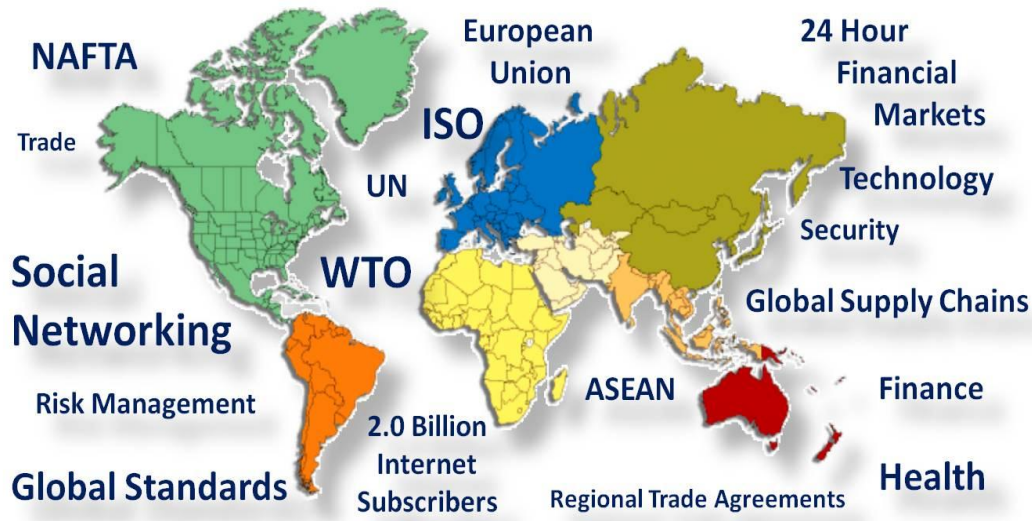 NAFTA
European
Union
24 Hour
Financial
Markets
ISO
Trade
UN
Technology
Security
Social
Networking
WTO
Global Supply Chains
Risk Management
ASEAN
Finance
2.0 Billion
Internet
Subscribers
Global Standards
Regional Trade Agreements
Health